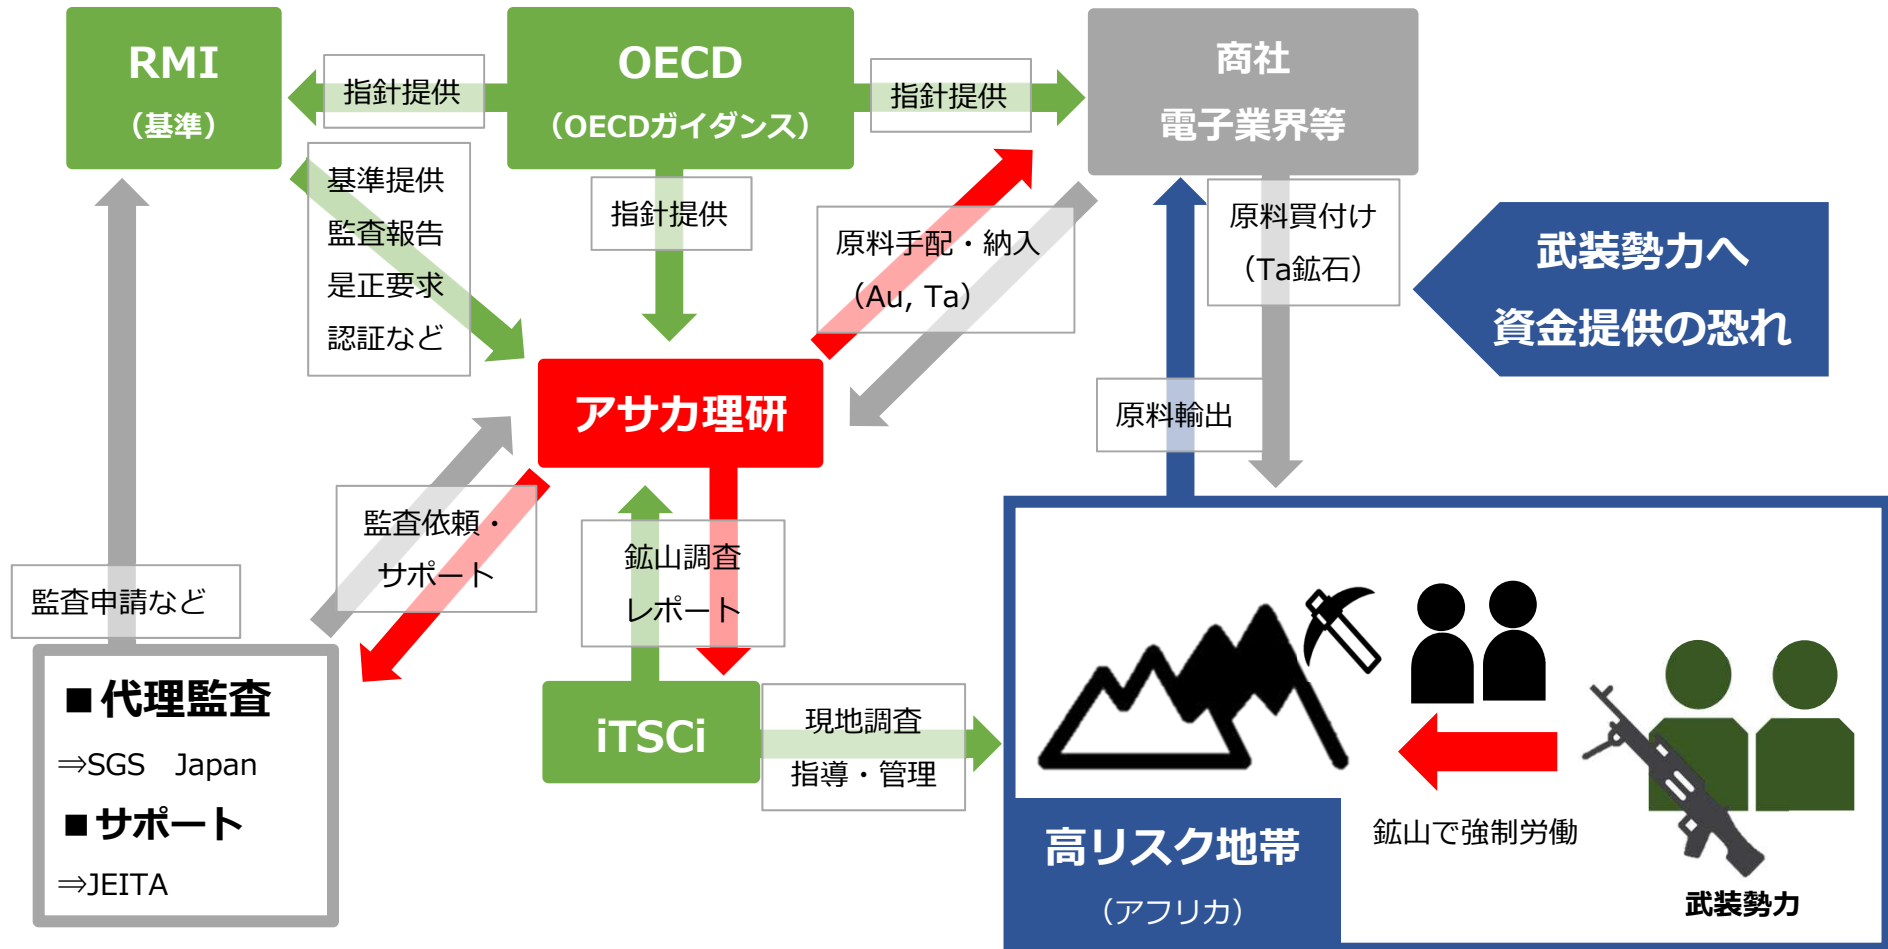 RMI
（基準）
指針提供
OECD
（OECDガイダンス）
指針提供
商社
電子業界等
基準提供
監査報告
是正要求
認証など
指針提供
原料手配・納入
（Au, Ta）
原料買付け
（Ta鉱石）
武装勢力へ
資金提供の恐れ
アサカ理研
原料輸出
監査依頼・
サポート
鉱山調査
レポート
監査申請など
■代理監査
⇒SGS　Japan
■サポート
⇒JEITA
iTSCi
現地調査
指導・管理
高リスク地帯
（アフリカ）
鉱山で強制労働
武装勢力